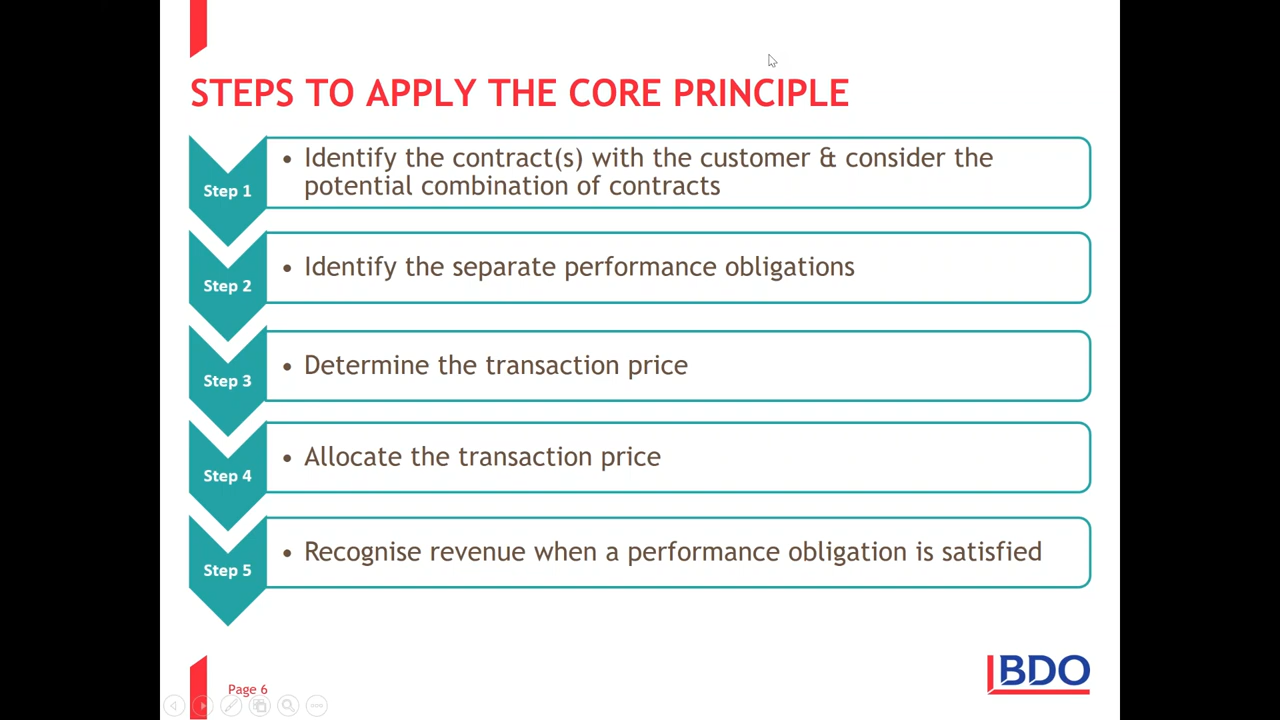 STEPS TO APPLY THE CORE PRINCIPLE
Step 1
• Identify the contract(s) with the customer & consider the
potential combination of contracts
Step 2
• Identify the separate performance obligations
Step 3
• Determine the transaction price
Step 4
• Allocate the transaction price
Step 5
• Recognise revenue when a performance obligation is satisfied
Page 6
BDO